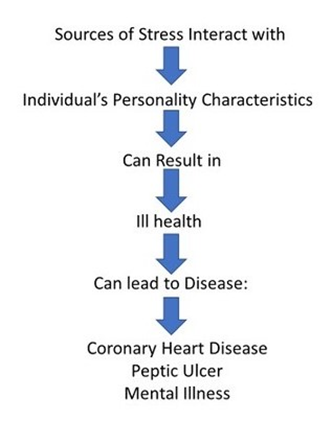 Sources of Stress Interact with
Individual's Personality Characteristics
Can Result in
Ill health
Can lead to Disease:
Coronary Heart Disease
Peptic Ulcer
Mental Illness